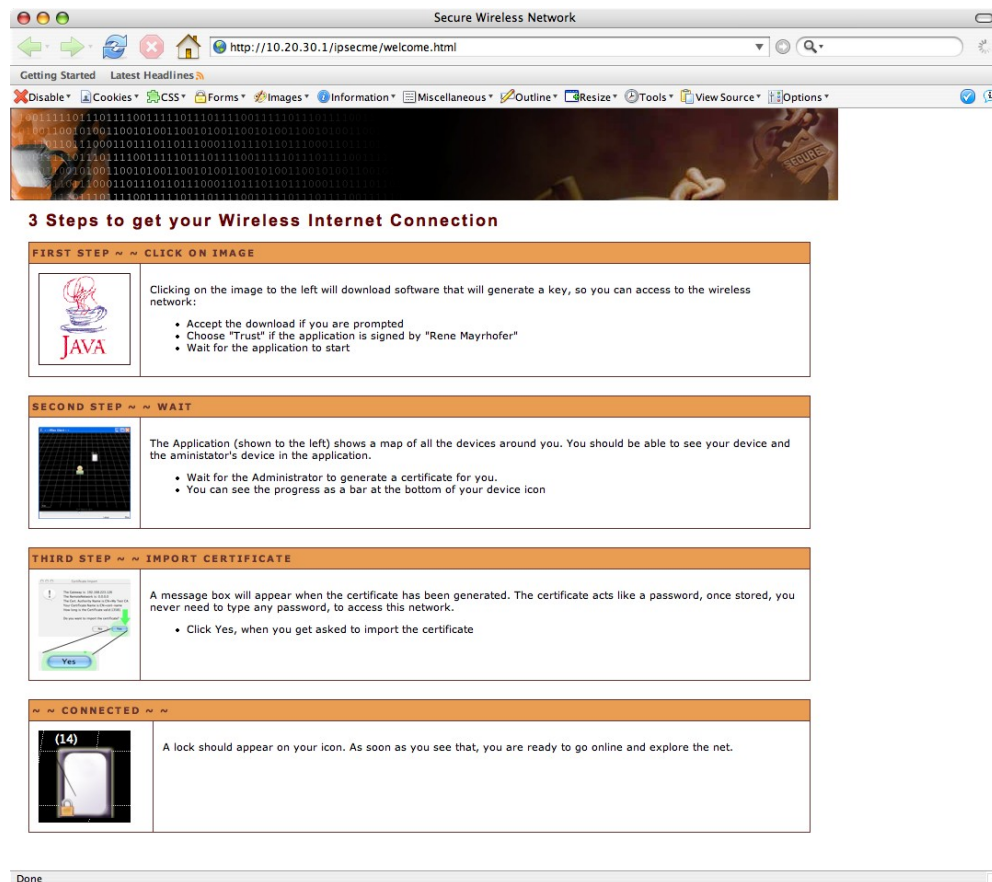 Secure Wireless Network
http://10.20.30.1/ipsecme/welcome.html
Getting Started Latest Headlines
Disable Cookies CSS Forms Images Information Miscellaneous Outline Resize Tools View Source Options
SECURE
3 Steps to get your Wireless Internet Connection
FIRST STEP ~ ~ CLICK ON IMAGE
JAVA
Clicking on the image to the left will download software that will generate a key, so you can access to the wireless
network:
• Accept the download if you are prompted
• Choose "Trust" if the application is signed by "Rene Mayrhofer"
• Wait for the application to start
SECOND STEP ~ ~ WAIT
The Application (shown to the left) shows a map of all the devices around you. You should be able to see your device and
the aministator's device in the application.
• Wait for the Administrator to generate a certificate for you.
• You can see the progress as a bar at the bottom of your device icon
THIRD STEP ~ ~ IMPORT CERTIFICATE
Yes
A message box will appear when the certificate has been generated. The certificate acts like a password, once stored, you
never need to type any password, to access this network.
• Click Yes, when you get asked to import the certificate
~ ~ CONNECTED ~ ~
(14)
A lock should appear on your icon. As soon as you see that, you are ready to go online and explore the net.
Done